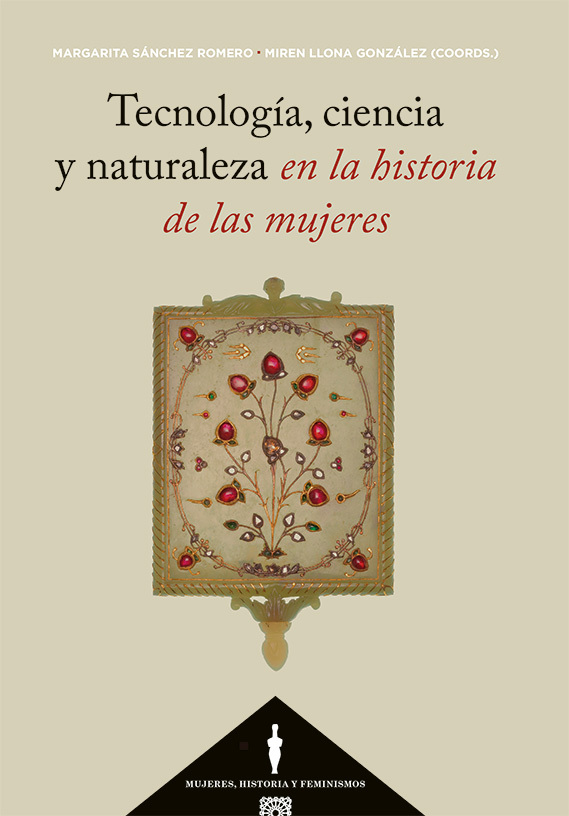 MARGARITA SÁNCHEZ ROMERO · MIREN LLONA GONZÁLEZ (COORDS.)
Tecnología, ciencia
y naturaleza en la historia
de las mujeres
MUJERES, HISTORIA Y FEMINISMOS